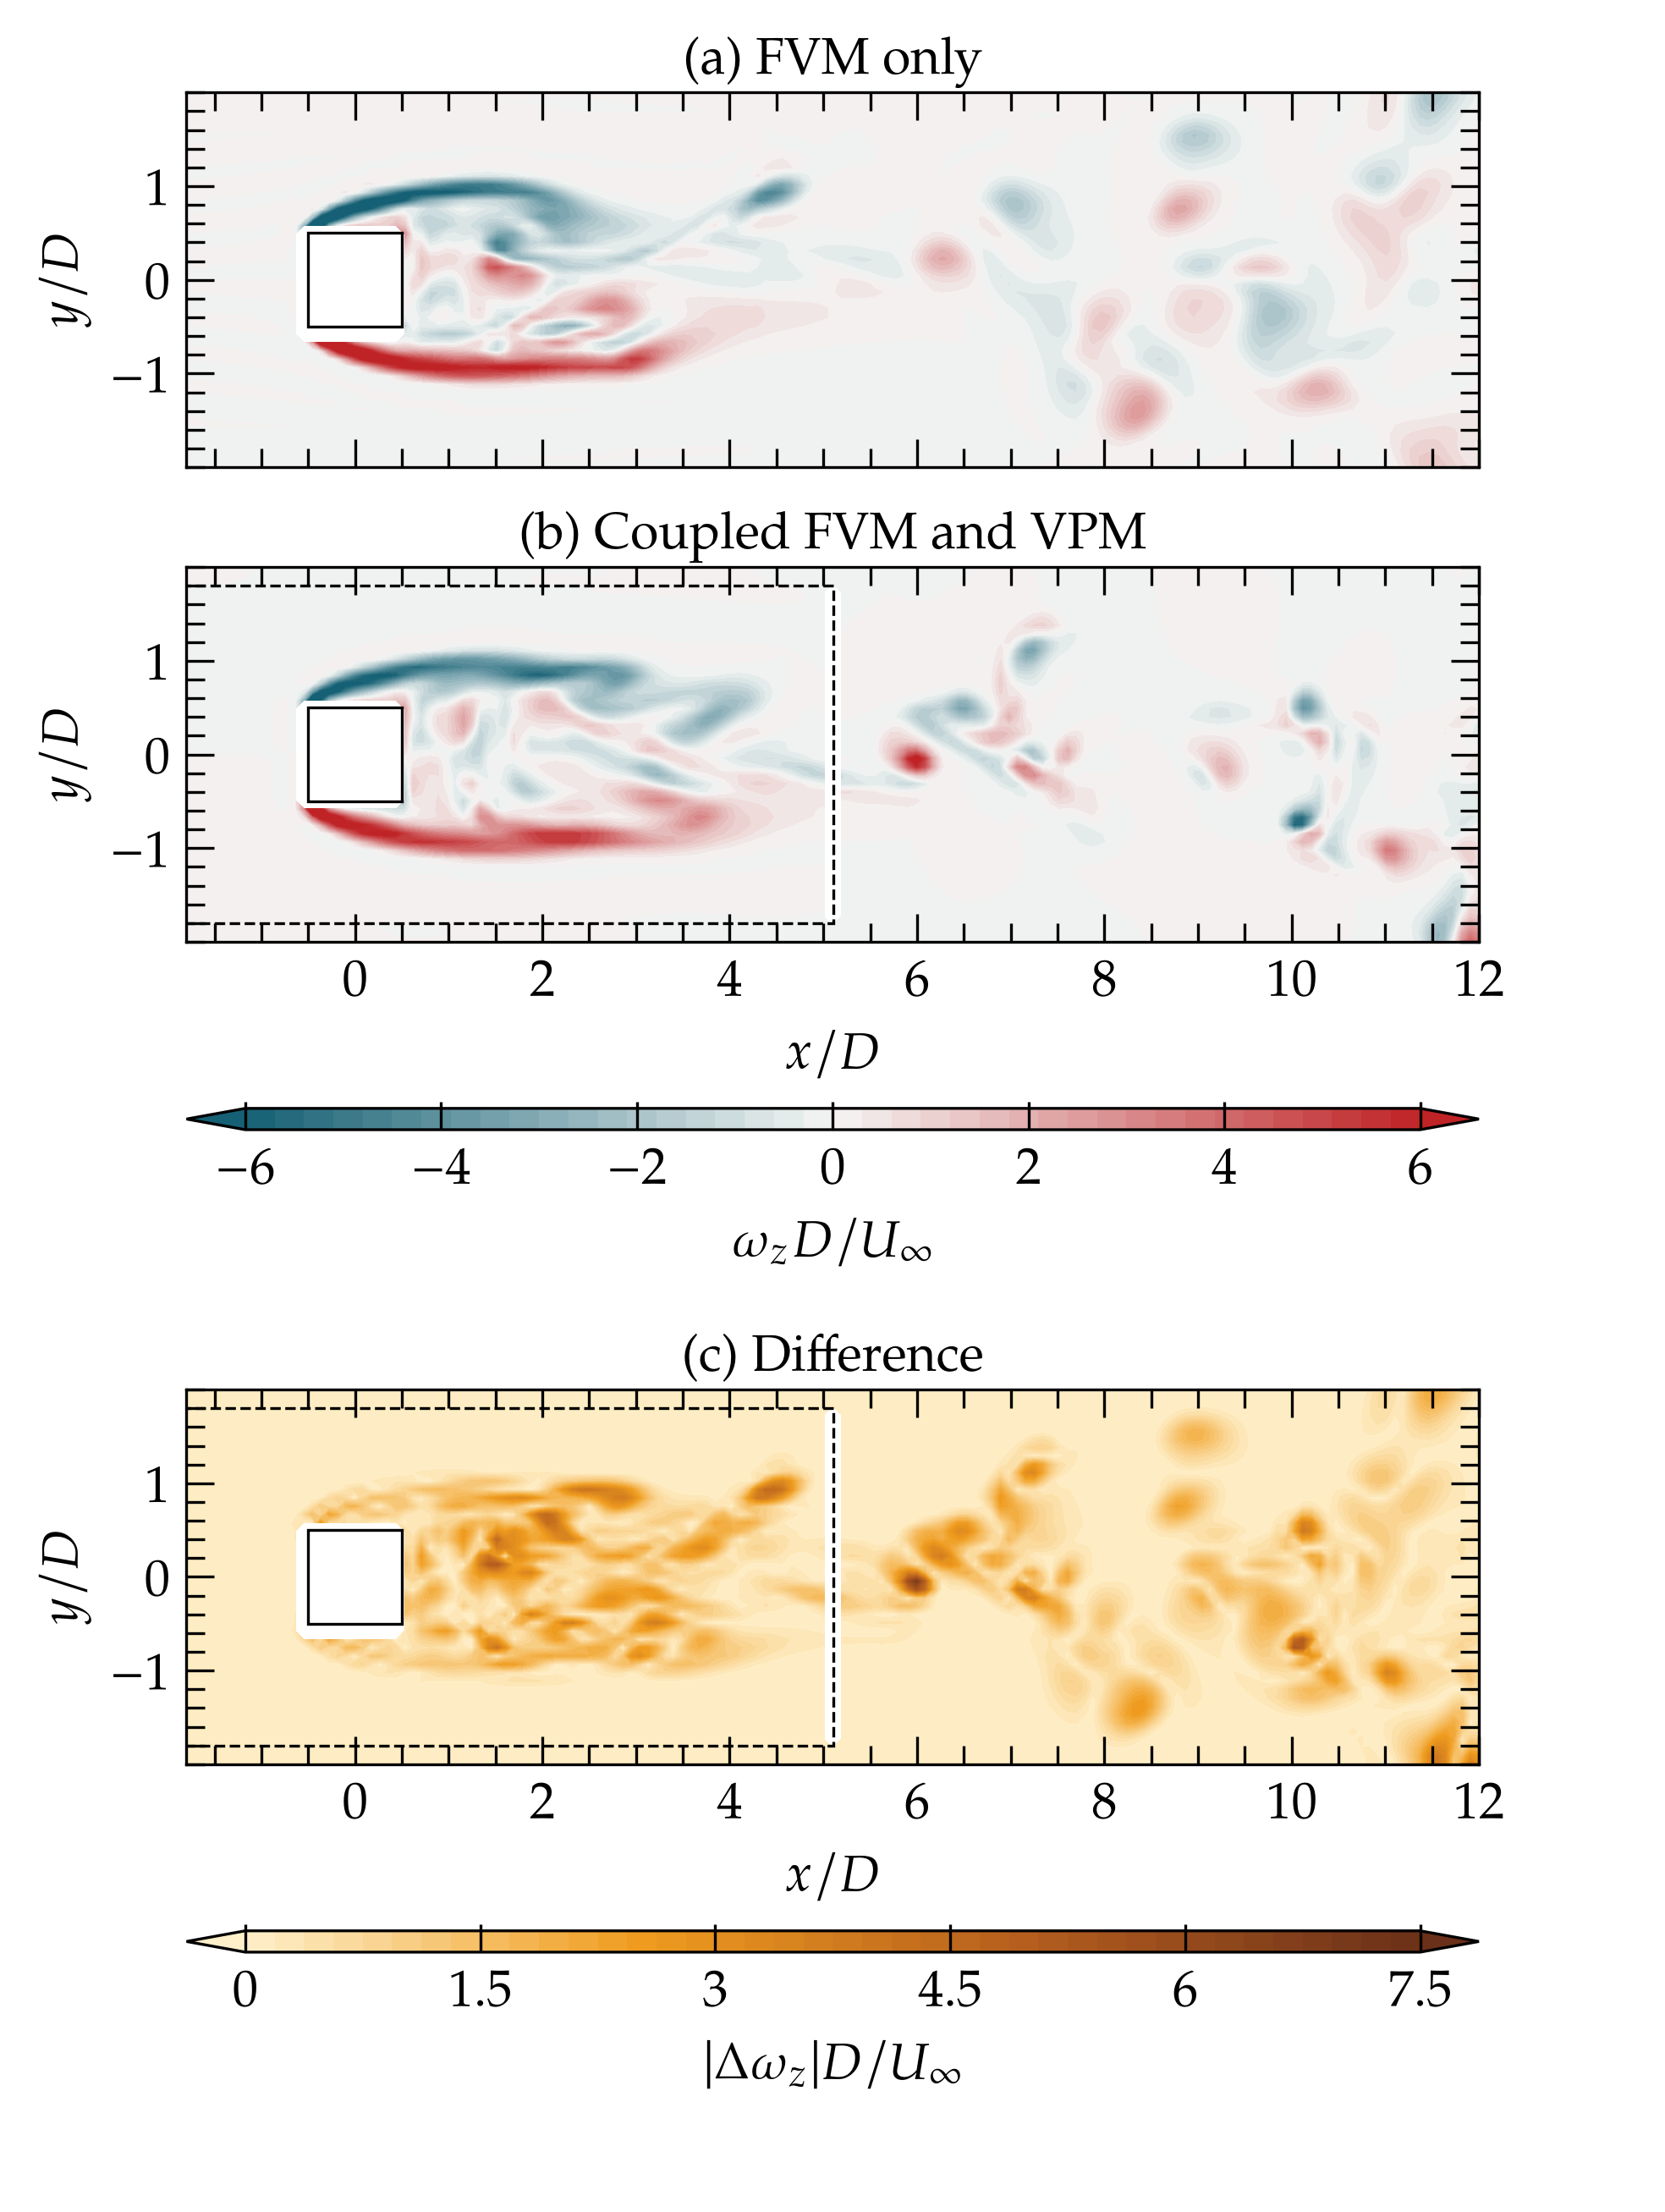 (a) FVM only
1
0
−1
y/D
(b) Coupled FVM and VPM
1
0
−1
y/D
0 2 4 6 8 10 12
x/D
−6 −4 −2 0 2 4 6
ω_z D/U_∞
(c) Difference
1
0
−1
y/D
0 2 4 6 8 10 12
x/D
0 1.5 3 4.5 6 7.5
|Δω_z|D/U_∞